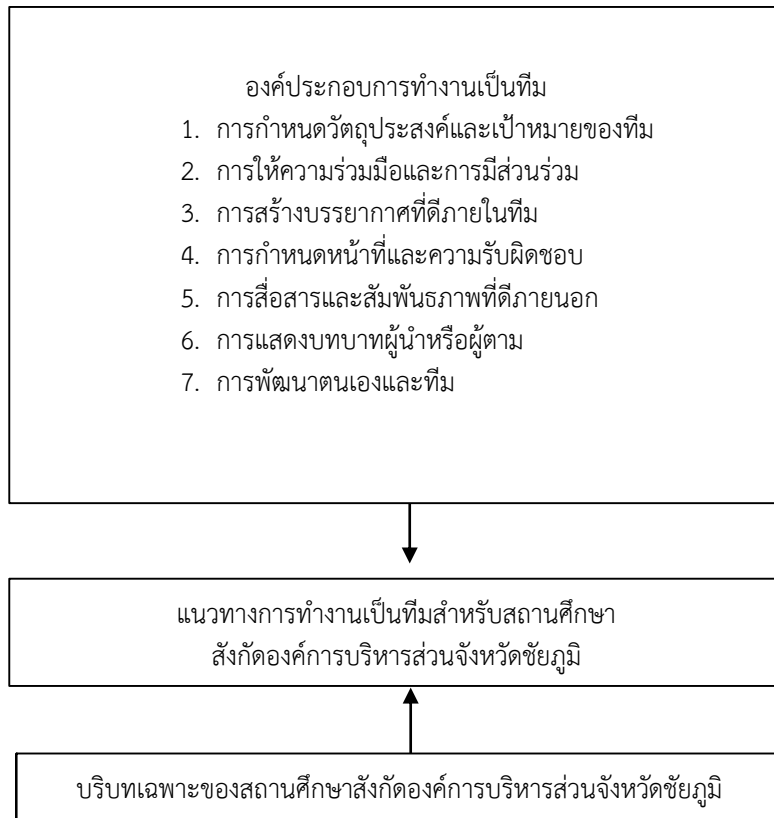 องค์ประกอบการทำงานเป็นทีม
1. การกำหนดวัตถุประสงค์และเป้าหมายของทีม
2. การให้ความร่วมมือและการมีส่วนร่วม
3. การสร้างบรรยากาศที่ดีภายในทีม
4. การกำหนดหน้าที่และความรับผิดชอบ
5. การสื่อสารและสัมพันธภาพที่ดีภายนอก
6. การแสดงบทบาทผู้นำหรือผู้ตาม
7. การพัฒนาตนเองและทีม
แนวทางการทำงานเป็นทีมสำหรับสถานศึกษา
สังกัดองค์การบริหารส่วนจังหวัดชัยภูมิ
บริบทเฉพาะของสถานศึกษาสังกัดองค์การบริหารส่วนจังหวัดชัยภูมิ